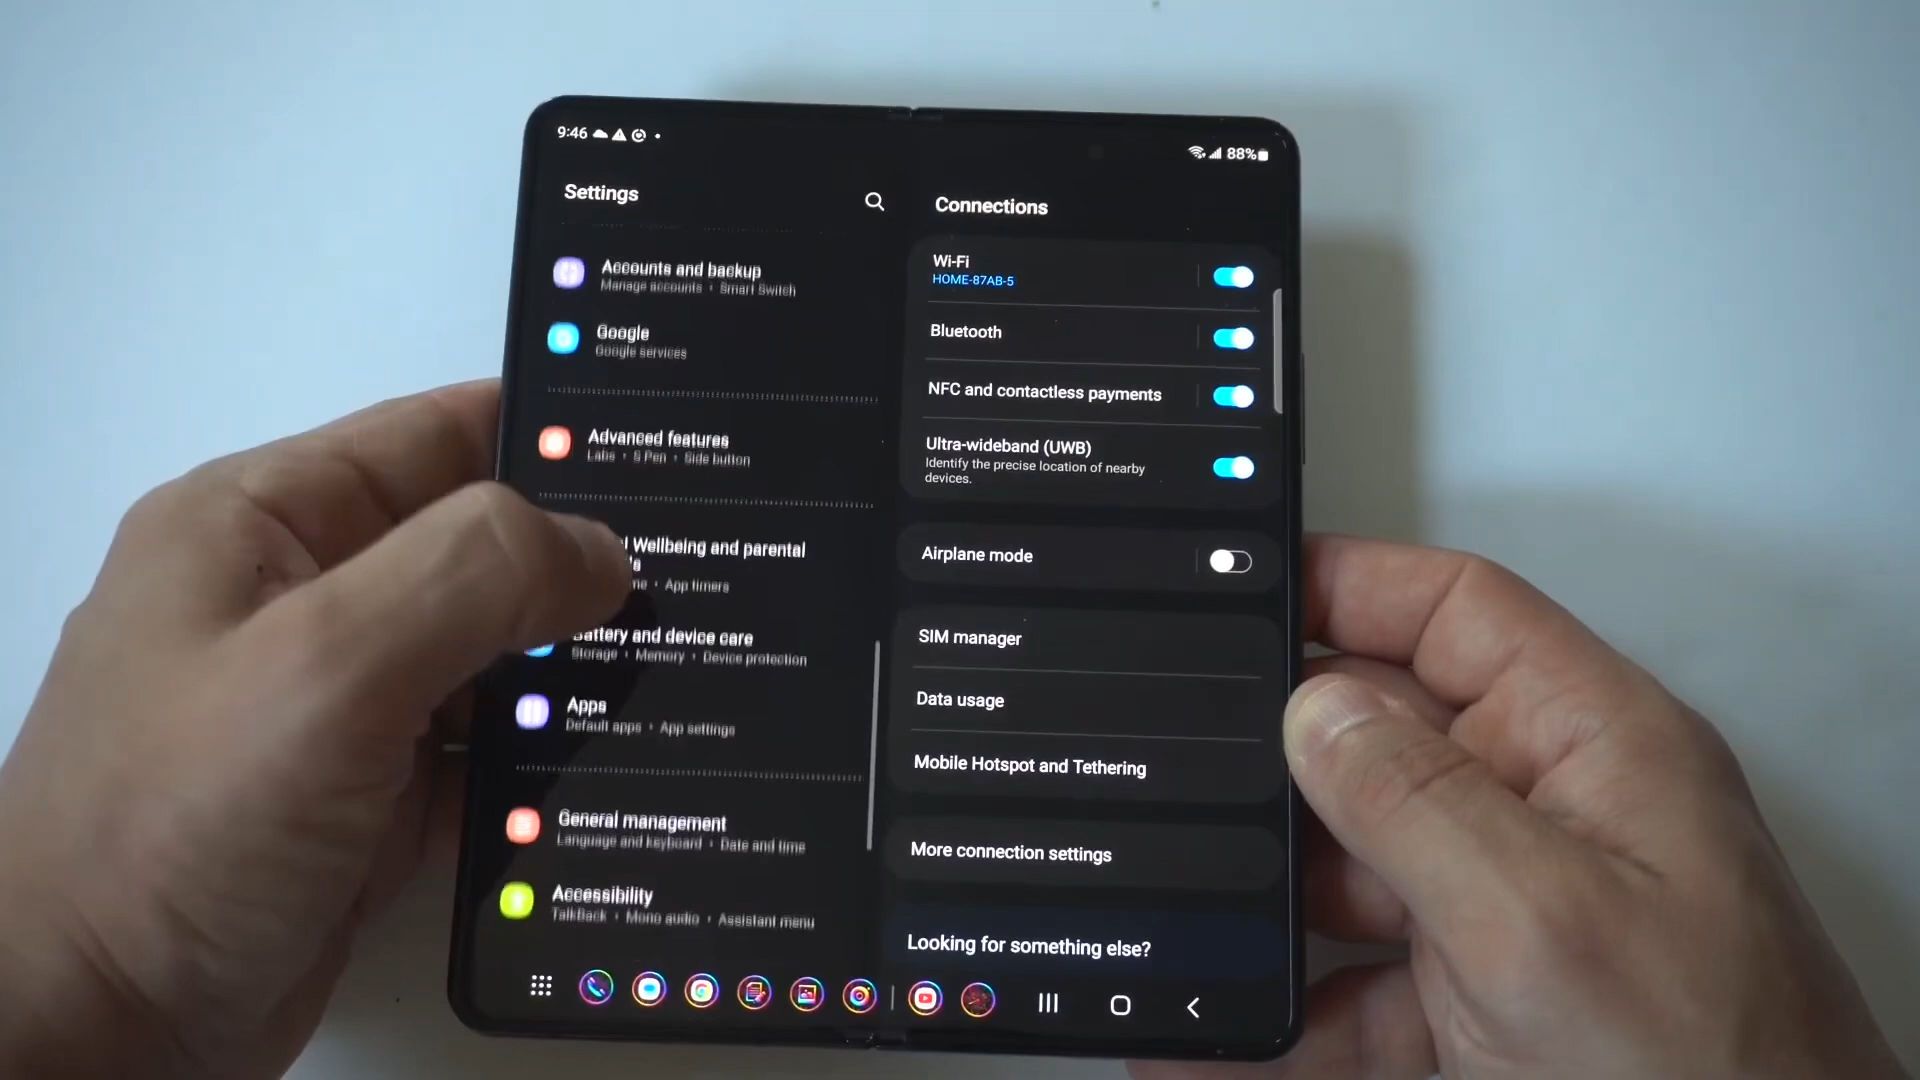 9:46
88%
Settings
Accounts and backup
Manage accounts • Smart Switch
Google
Google services
Advanced features
Labs • S Pen • Side button
Wellbeing and parental
App timers
Battery and device care
Storage • Memory • Device protection
Apps
Default apps • App settings
General management
Language and keyboard • Date and time
Accessibility
TalkBack • Mono audio • Assistant menu
Connections
Wi-Fi
HOME-87AB-5
Bluetooth
NFC and contactless payments
Ultra-wideband (UWB)
Identify the precise location of nearby
devices.
Airplane mode
SIM manager
Data usage
Mobile Hotspot and Tethering
More connection settings
Looking for something else?